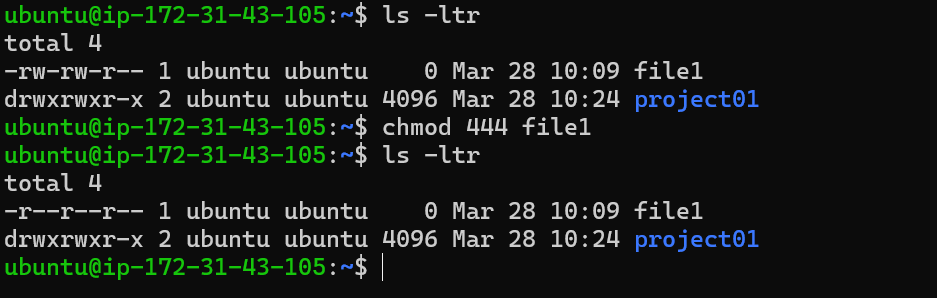 ubuntu@ip-172-31-43-105:~$ ls -ltr
total 4
-rw-rw-r-- 1 ubuntu ubuntu    0 Mar 28 10:09 file1
drwxrwxr-x 2 ubuntu ubuntu 4096 Mar 28 10:24 project01
ubuntu@ip-172-31-43-105:~$ chmod 444 file1
ubuntu@ip-172-31-43-105:~$ ls -ltr
total 4
-r--r--r-- 1 ubuntu ubuntu    0 Mar 28 10:09 file1
drwxrwxr-x 2 ubuntu ubuntu 4096 Mar 28 10:24 project01
ubuntu@ip-172-31-43-105:~$